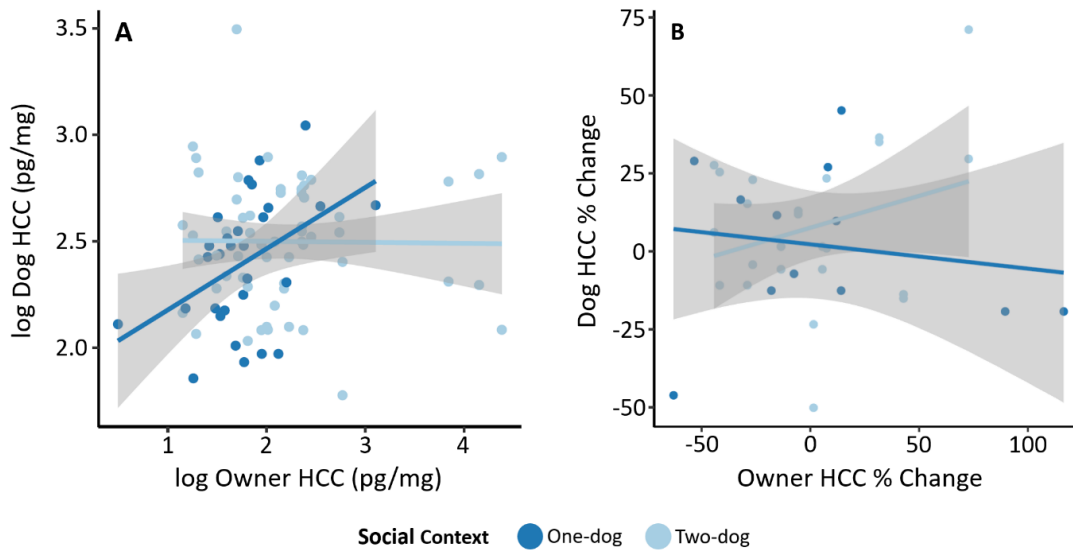 A
log Dog HCC (pg/mg)
3.5
3.0
2.5
2.0
1
2
3
4
log Owner HCC (pg/mg)
B
Dog HCC % Change
75
50
25
0
-25
-50
-50
0
50
100
Owner HCC % Change
Social Context One-dog Two-dog